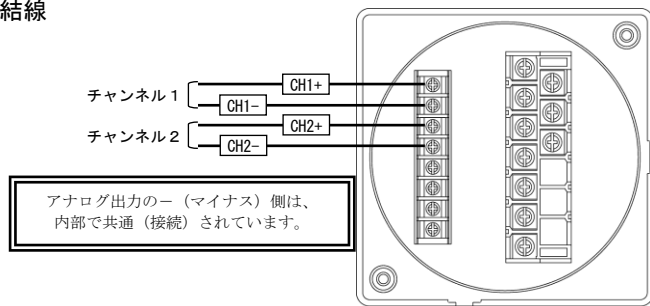 結線
チャンネル1
CH1+
CH1−
チャンネル2
CH2+
CH2−
アナログ出力の−(マイナス)側は、
内部で共通(接続)されています。